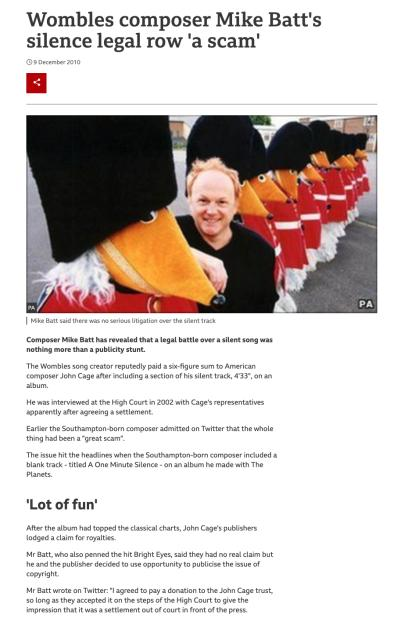 Wombles composer Mike Batt's
silence legal row 'a scam'
9 December 2010
PA
PA
Mike Batt said there was no serious litigation over the silent track
Composer Mike Batt has revealed that a legal battle over a silent song was
nothing more than a publicity stunt.
The Wombles song creator reputedly paid a six-figure sum to American
composer John Cage after including a section of his silent track, 4'33", on an
album.
He was interviewed at the High Court in 2002 with Cage's representatives
apparently after agreeing a settlement.
Earlier the Southampton-born composer admitted on Twitter that the whole
thing had been a "great scam".
The issue hit the headlines when the Southampton-born composer included a
blank track - titled A One Minute Silence - on an album he made with The
Planets.
'Lot of fun'
After the album had topped the classical charts, John Cage's publishers
lodged a claim for royalties.
Mr Batt, who also penned the hit Bright Eyes, said they had no real claim but
he and the publisher decided to use opportunity to publicise the issue of
copyright.
Mr Batt wrote on Twitter: "I agreed to pay a donation to the John Cage trust,
so long as they accepted it on the steps of the High Court to give the
impression that it was a settlement out of court in front of the press.